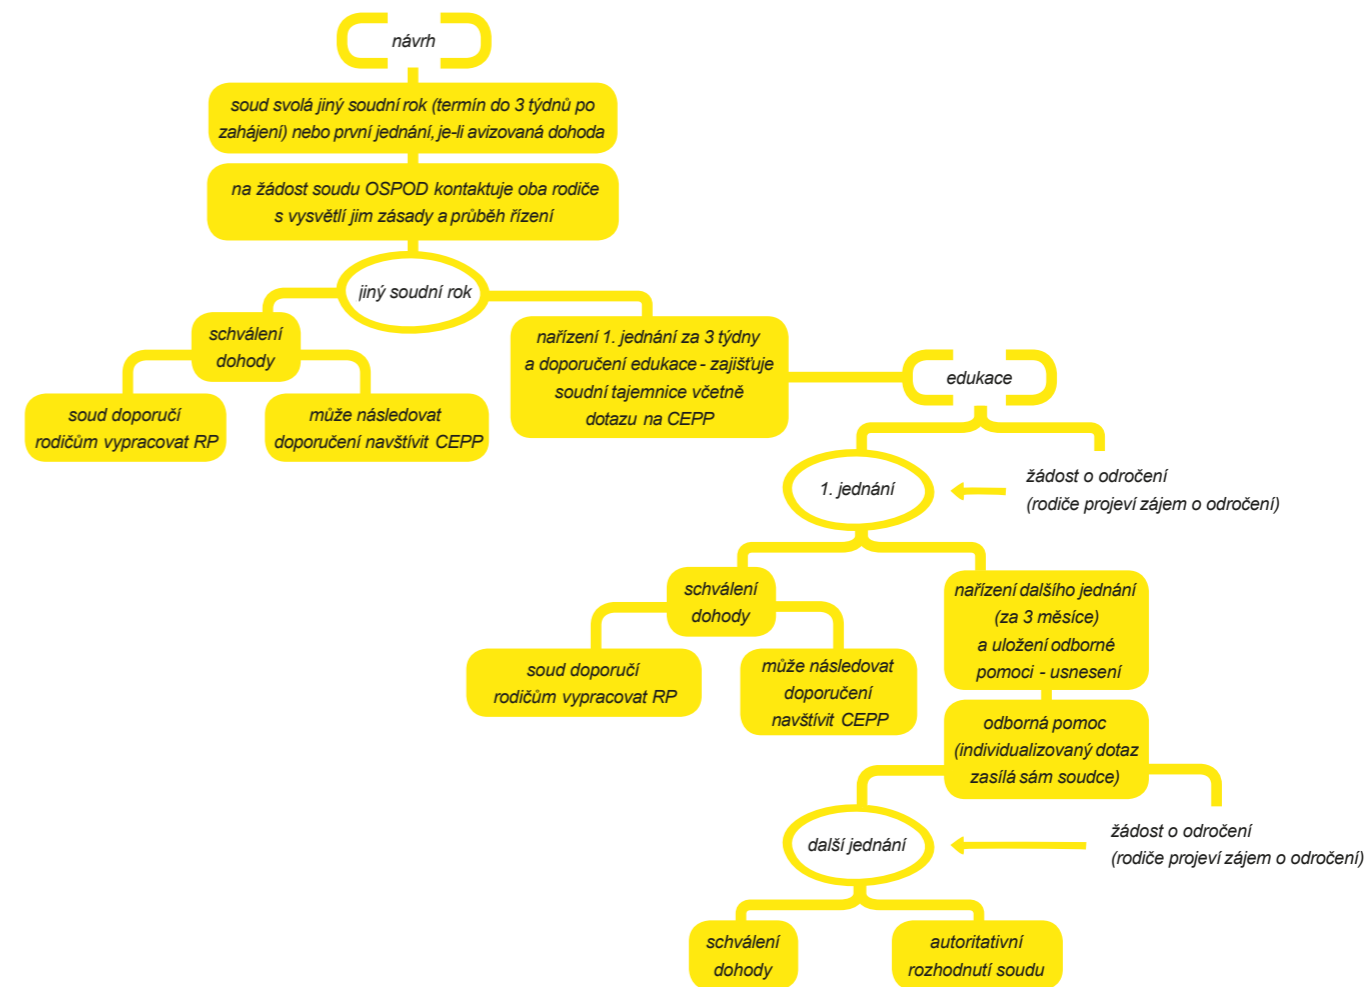 návrh
soud svolá jiný soudní rok (termín do 3 týdnů po
zahájení) nebo první jednání, je-li avizovaná dohoda
na žádost soudu OSPOD kontaktuje oba rodiče
s vysvětlí jim zásady a průběh řízení
jiný soudní rok
schválení
dohody
soud doporučí
rodičům vypracovat RP
může následovat
doporučení navštívit CEPP
nařízení 1. jednání za 3 týdny
a doporučení edukace - zajišťuje
soudní tajemnice včetně
dotazu na CEPP
edukace
1. jednání
žádost o odročení
(rodiče projeví zájem o odročení)
schválení
dohody
soud doporučí
rodičům vypracovat RP
může následovat
doporučení
navštívit CEPP
nařízení dalšího jednání
(za 3 měsíce)
a uložení odborné
pomoci - usnesení
odborná pomoc
(individualizovaný dotaz
zasílá sám soudce)
další jednání
žádost o odročení
(rodiče projeví zájem o odročení)
schválení
dohody
autoritativní
rozhodnutí soudu